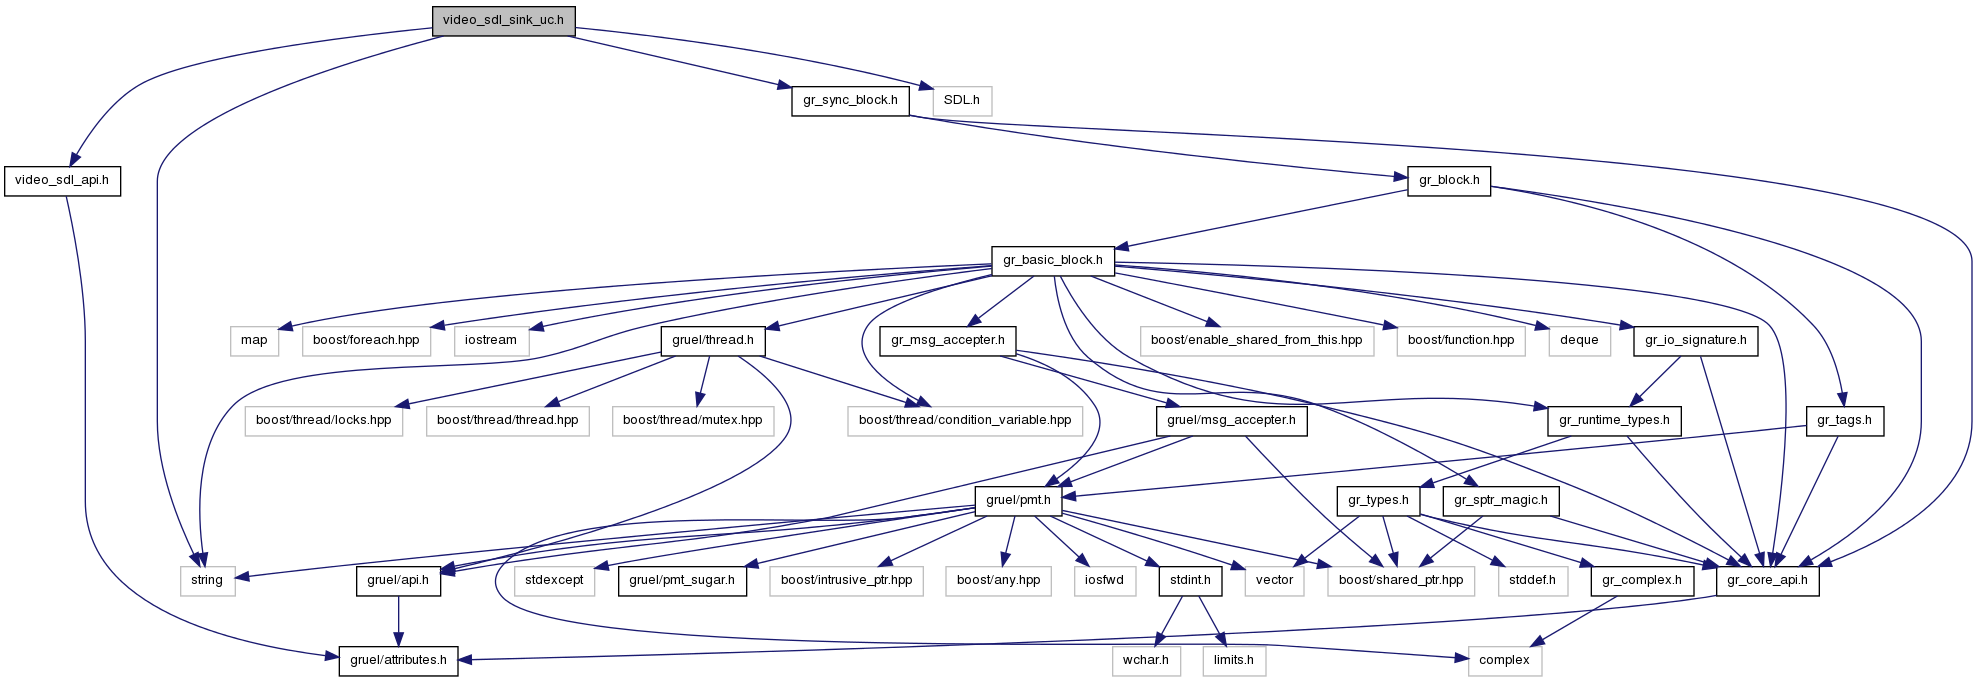 video_sdl_sink_uc.h
gr_sync_block.h
SDL.h
video_sdl_api.h
gr_block.h
gr_basic_block.h
map
boost/foreach.hpp
iostream
gruel/thread.h
gr_msg_accepter.h
boost/enable_shared_from_this.hpp
boost/function.hpp
deque
gr_io_signature.h
boost/thread/locks.hpp
boost/thread/thread.hpp
boost/thread/mutex.hpp
boost/thread/condition_variable.hpp
gruel/msg_accepter.h
gr_runtime_types.h
gr_tags.h
gruel/pmt.h
gr_types.h
gr_sptr_magic.h
string
gruel/api.h
stdexcept
gruel/pmt_sugar.h
boost/intrusive_ptr.hpp
boost/any.hpp
iosfwd
stdint.h
vector
boost/shared_ptr.hpp
stddef.h
gr_complex.h
gr_core_api.h
gruel/attributes.h
wchar.h
limits.h
complex